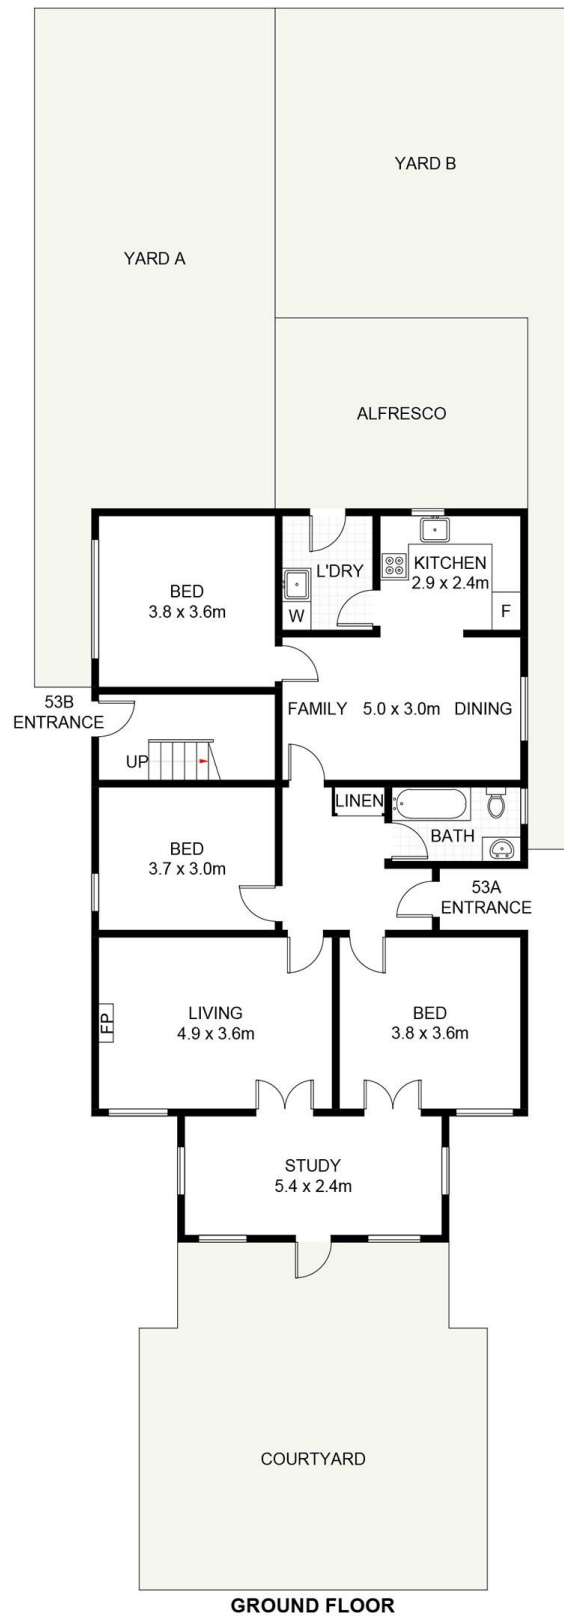 YARD B
YARD A
ALFRESCO
KITCHEN
2.9 x 2.4m
L'DRY
BED
3.8 x 3.6m
W
F
53B
ENTRANCE
FAMILY 5.0 x 3.0m DINING
UP
LINEN
BATH
BED
3.7 x 3.0m
53A
ENTRANCE
LIVING
4.9 x 3.6m
FP
BED
3.8 x 3.6m
STUDY
5.4 x 2.4m
COURTYARD
GROUND FLOOR